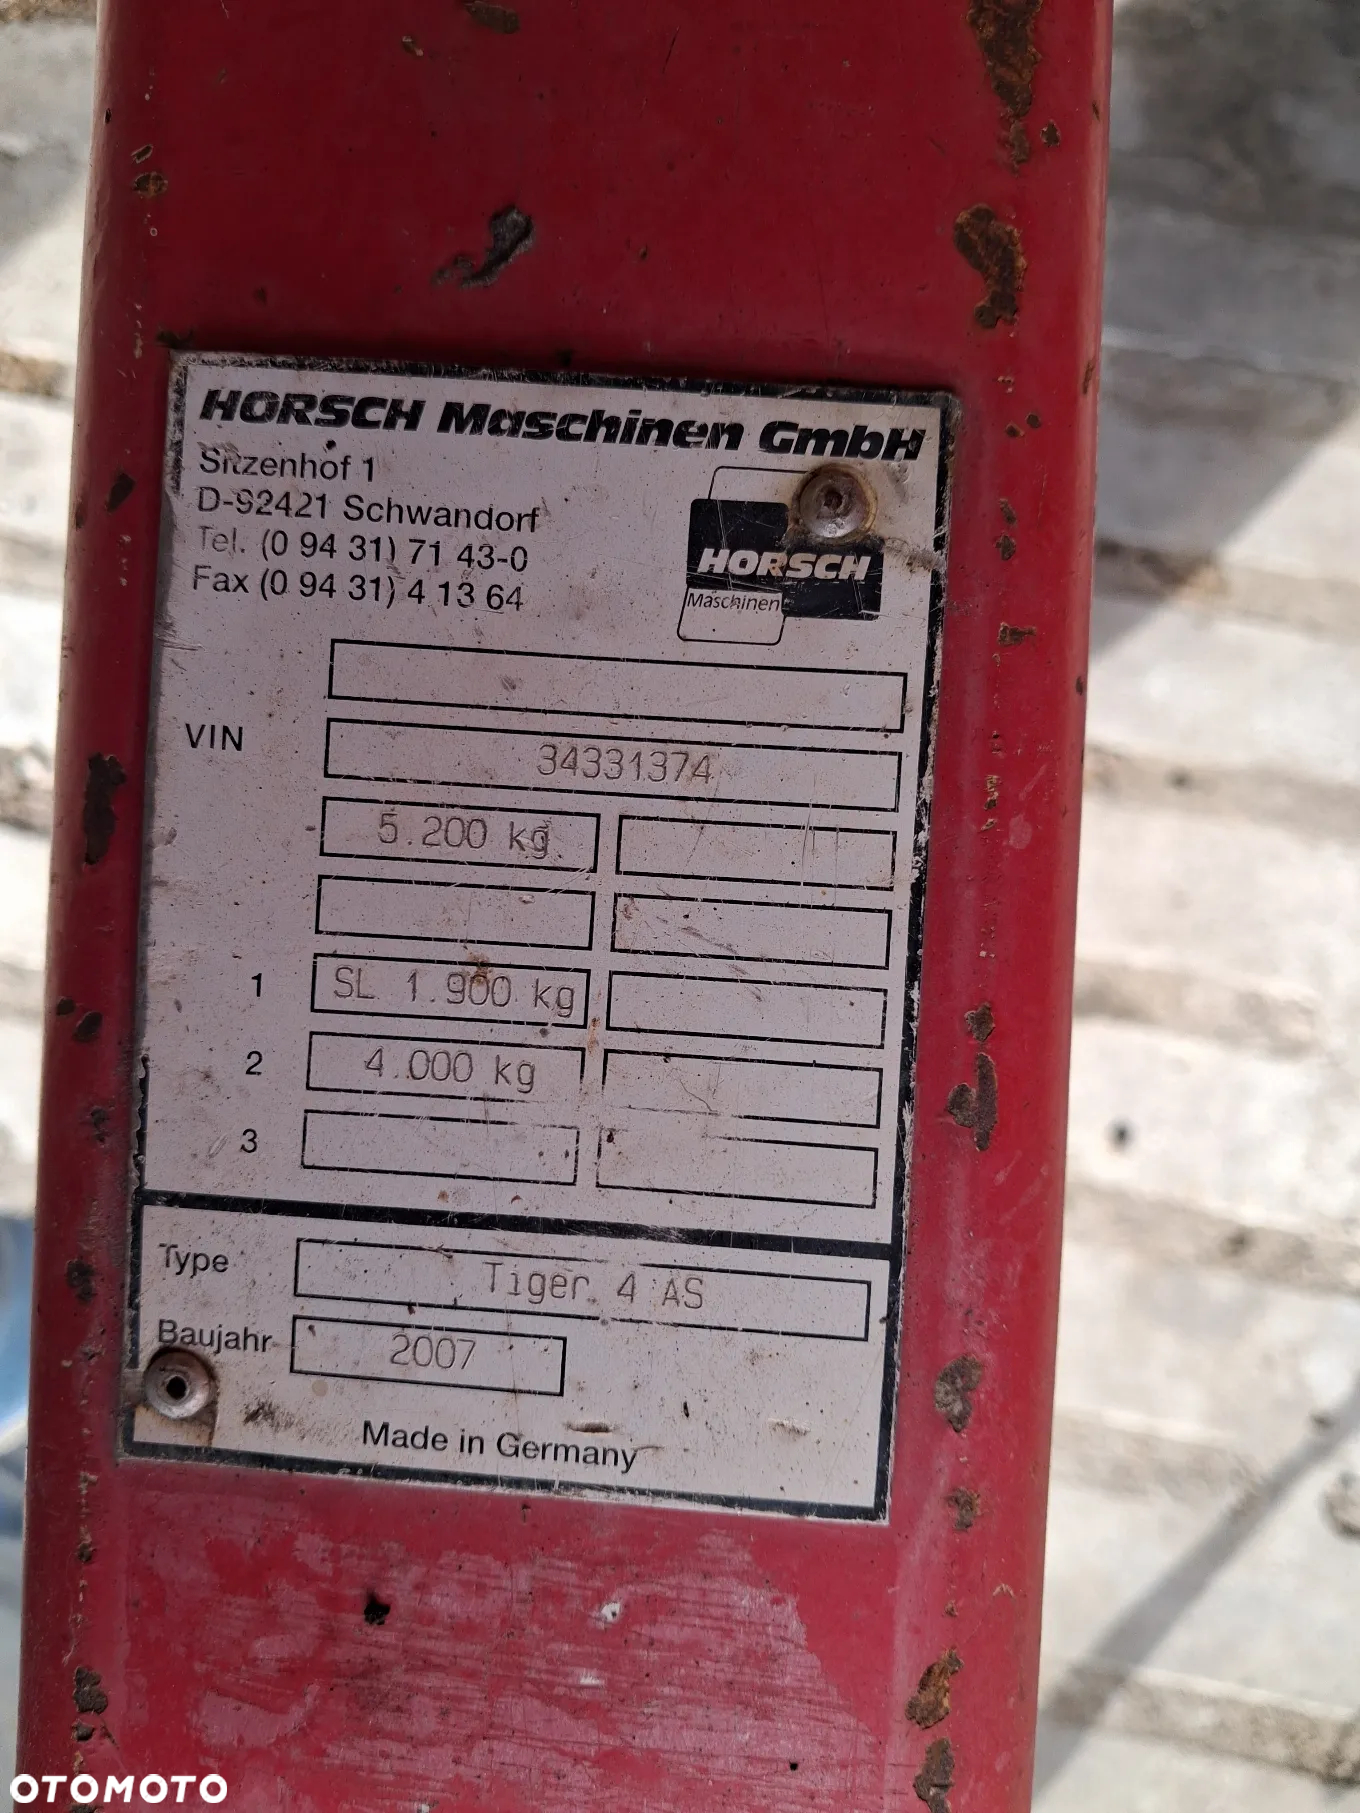 HORSCH Maschinen GmbH
Sitzenhof 1
D-92421 Schwandorf
Tel. (0 94 31) 71 43-0
Fax (0 94 31) 4 13 64
HORSCH
Maschinen
VIN 34331374
5.200 kg
1 SL 1.900 kg
2 4.000 kg
3
Type Tiger 4 AS
Baujahr 2007
Made in Germany
OTOMOTO